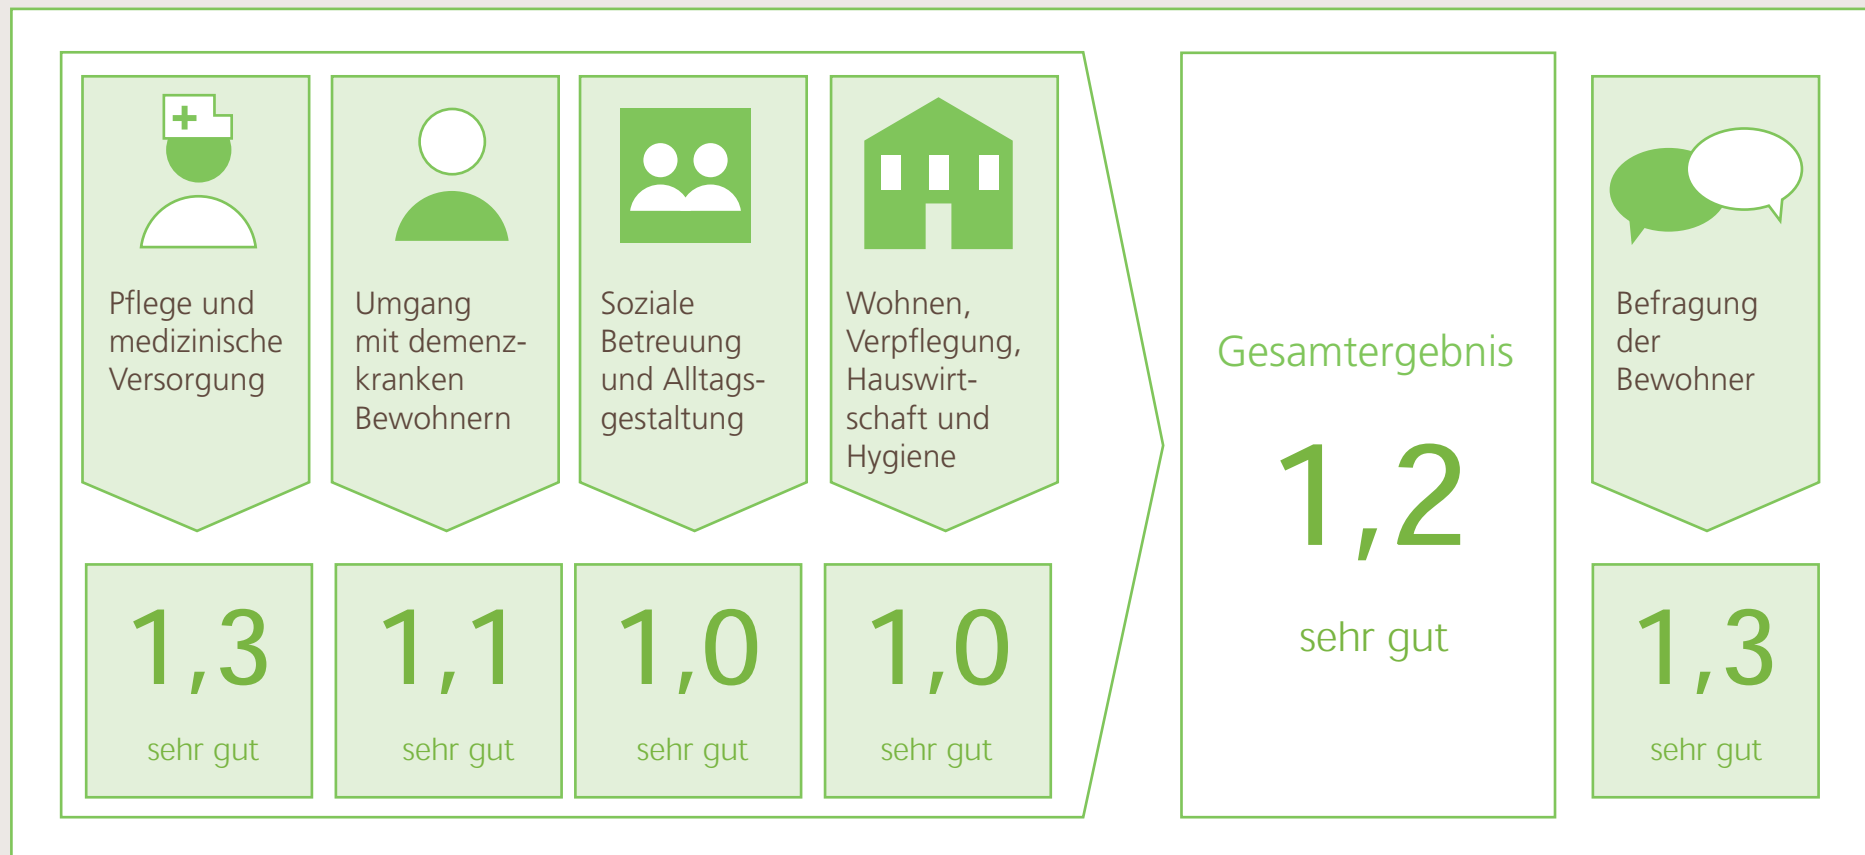 Pflege und
medizinische
Versorgung
1,3
sehr gut
Umgang
mit demenz-
kranken
Bewohnern
1,1
sehr gut
Soziale
Betreuung
und Alltags-
gestaltung
1,0
sehr gut
Wohnen,
Verpflegung,
Hauswirt-
schaft und
Hygiene
1,0
sehr gut
Gesamtergebnis
1,2
sehr gut
Befragung
der
Bewohner
1,3
sehr gut